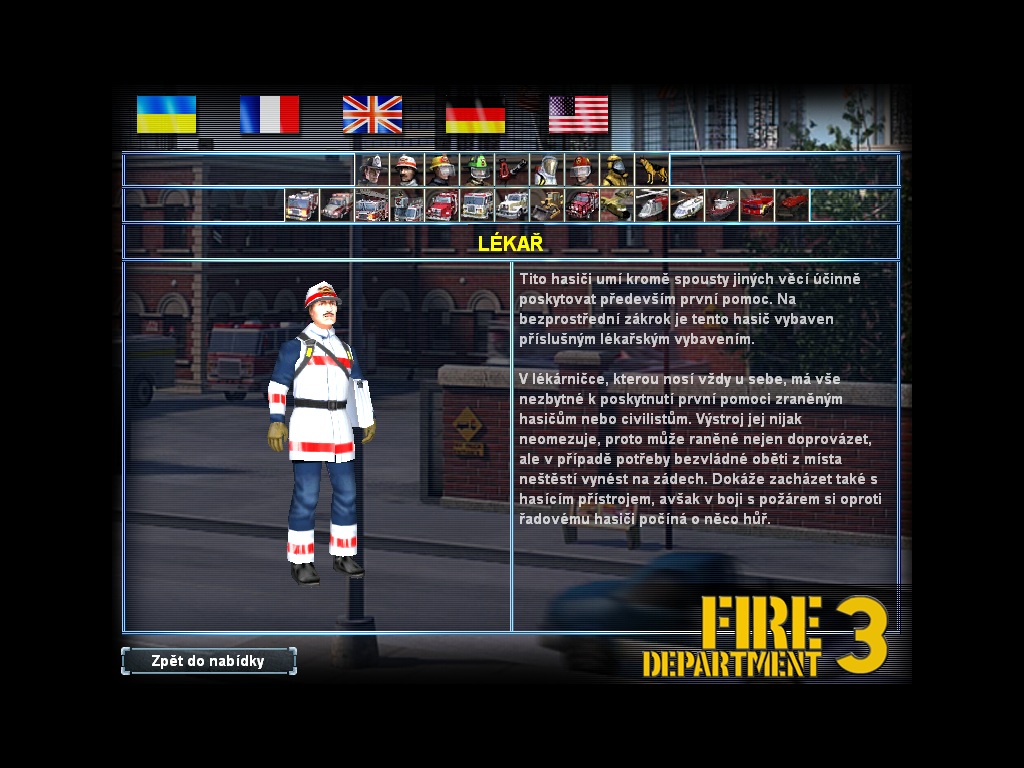 LÉKAŘ
Tito hasiči umí kromě spousty jiných věcí účinně
poskytovat především první pomoc. Na
bezprostřední zákrok je tento hasič vybaven
příslušným lékařským vybavením.
V lékárničce, kterou nosí vždy u sebe, má vše
nezbytné k poskytnutí první pomoci zraněným
hasičům nebo civilistům. Výstroj jej nijak
neomezuje, proto může raněné nejen doprovázet,
ale v případě potřeby bezvládné oběti z místa
neštěstí vynést na zádech. Dokáže zacházet také s
hasícím přístrojem, avšak v boji s požárem si oproti
řadovému hasiči počíná o něco hůř.
FIRE
DEPARTMENT 3
Zpět do nabídky